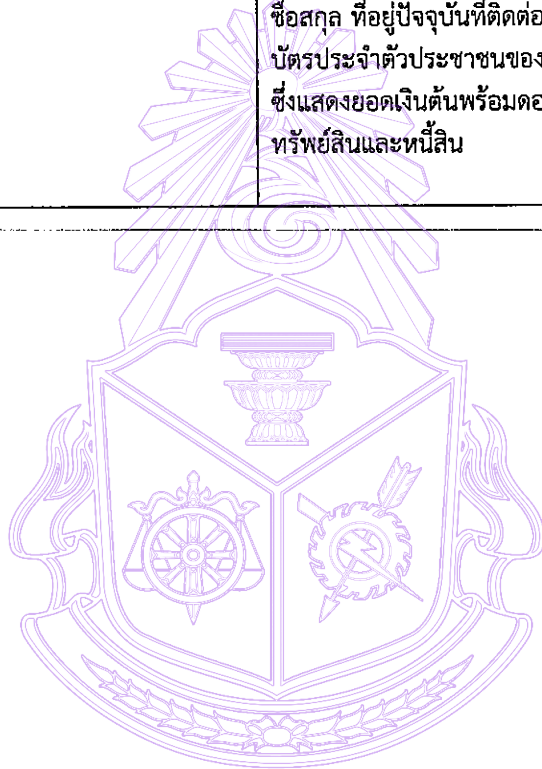 ชื่อสกุล ที่อยู่ปัจจุบันที่ติดต่อ
บัตรประจำตัวประชาชนของ
ซึ่งแสดงยอดเงินต้นพร้อมดอ
ทรัพย์สินและหนี้สิน